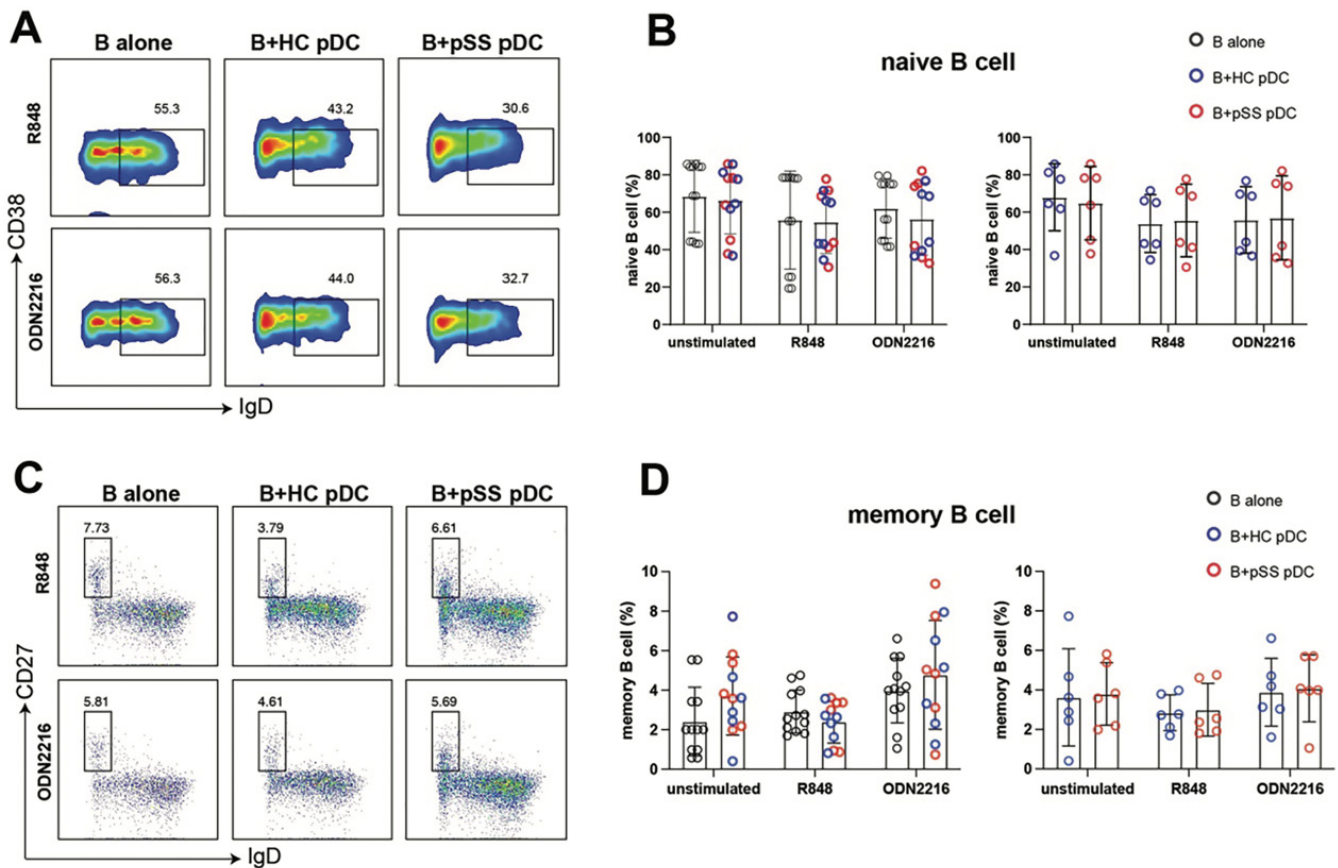 A
B alone
B+HC pDC
B+pSS pDC
R848
55.3
43.2
30.6
ODN2216
56.3
44.0
32.7
CD38
IgD
B
naive B cell
B alone
B+HC pDC
B+pSS pDC
naive B cell (%)
100
80
60
40
20
0
unstimulated
R848
ODN2216
naive B cell (%)
100
80
60
40
20
0
unstimulated
R848
ODN2216
C
B alone
B+HC pDC
B+pSS pDC
R848
7.73
3.79
6.61
ODN2216
5.81
4.61
5.69
CD27
IgD
D
memory B cell
B alone
B+HC pDC
B+pSS pDC
memory B cell (%)
10
8
6
4
2
0
unstimulated
R848
ODN2216
memory B cell (%)
10
8
6
4
2
0
unstimulated
R848
ODN2216